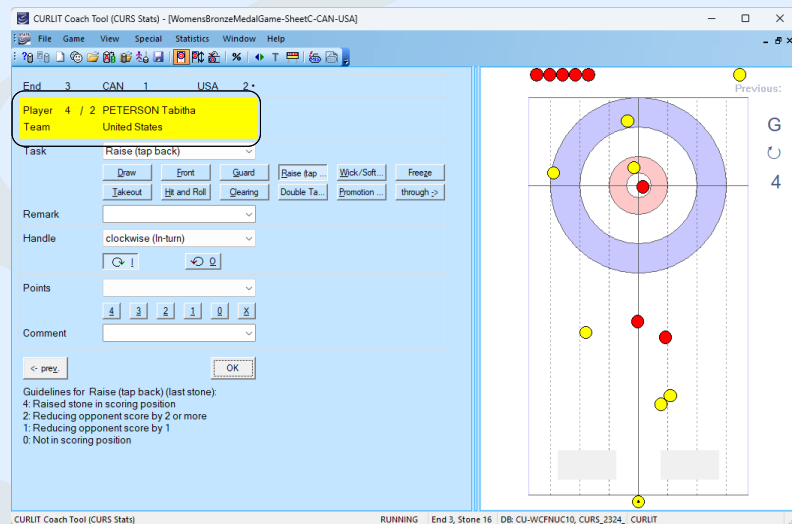 CURLIT Coach Tool (CURS Stats) - [WomensBronzeMedalGame-SheetC-CAN-USA]
File Game View Special Statistics Window Help
End 3 CAN 1 USA 2 •
Player 4 / 2 PETERSON Tabitha
Team United States
Task Raise (tap back)
Draw Front Guard Raise (tap ... Wick/Soft... Freeze
Takeout Hit and Roll Clearing Double Ta... Promotion ... through ->
Remark
Handle clockwise (In-turn)
I O
Points
4 3 2 1 0 X
Comment
<- prev. OK
Guidelines for Raise (tap back) (last stone):
4: Raised stone in scoring position
2: Reducing opponent score by 2 or more
1: Reducing opponent score by 1
0: Not in scoring position
Previous:
G
4
CURLIT Coach Tool (CURS Stats) RUNNING End 3, Stone 16 DB: CU-WCFNUC10, CURS_2324_ CURLIT